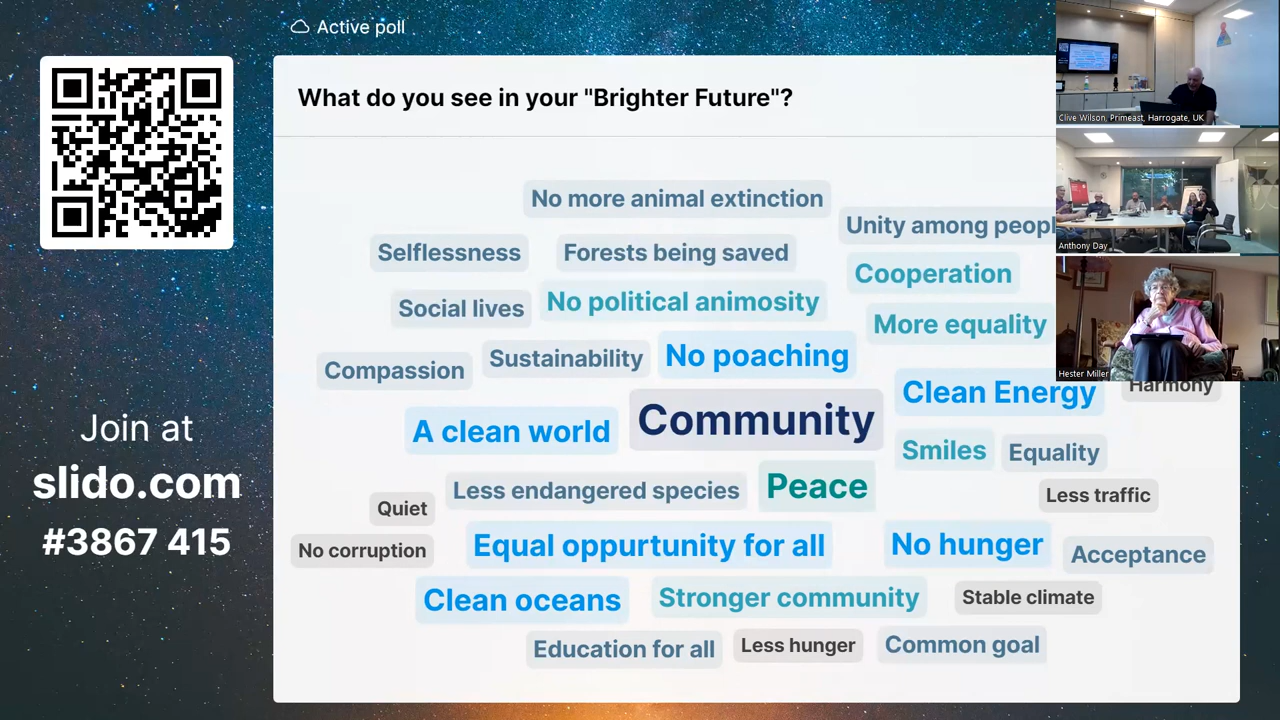 Active poll
What do you see in your "Brighter Future"?
No more animal extinction
Unity among peopl
Selflessness
Forests being saved
Cooperation
Social lives
No political animosity
More equality
Compassion
Sustainability
No poaching
Clean Energy
Harmony
A clean world
Community
Smiles
Equality
Less endangered species
Peace
Less traffic
Quiet
No corruption
Equal oppurtunity for all
No hunger
Acceptance
Clean oceans
Stronger community
Stable climate
Education for all
Less hunger
Common goal
Join at
slido.com
#3867 415
Clive Wilson, Primeast, Harrogate, UK
Anthony Day
Hester Miller